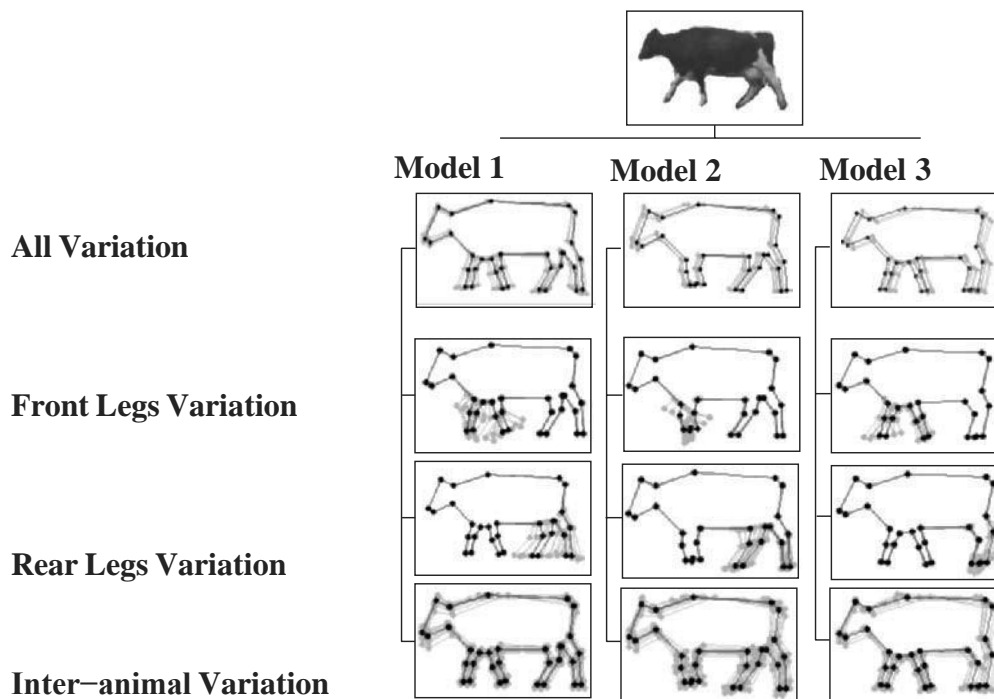 Model 1
Model 2
Model 3
All Variation
Front Legs Variation
Rear Legs Variation
Inter−animal Variation